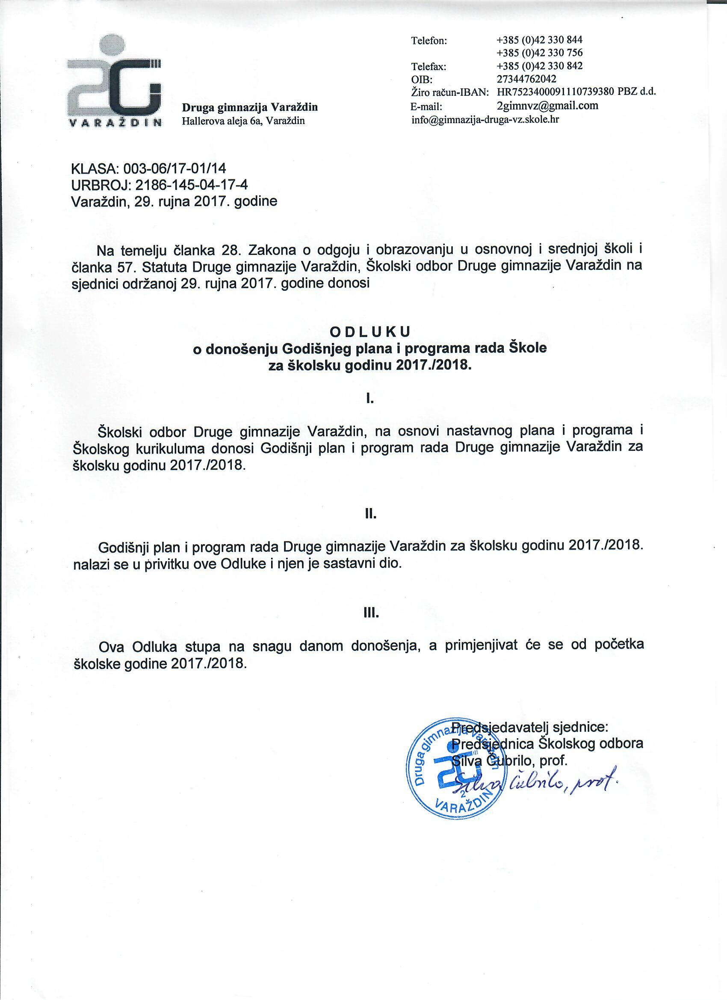 2G
VARAŽDIN
Druga gimnazija Varaždin
Hallerova aleja 6a, Varaždin
Telefon: +385 (0)42 330 844
+385 (0)42 330 756
Telefax: +385 (0)42 330 842
OIB: 27344762042
Žiro račun-IBAN: HR7523400091110739380 PBZ d.d.
E-mail: 2gimnvz@gmail.com
info@gimnazija-druga-vz.skole.hr
KLASA: 003-06/17-01/14
URBROJ: 2186-145-04-17-4
Varaždin, 29. rujna 2017. godine
Na temelju članka 28. Zakona o odgoju i obrazovanju u osnovnoj i srednjoj školi i
članka 57. Statuta Druge gimnazije Varaždin, Školski odbor Druge gimnazije Varaždin na
sjednici održanoj 29. rujna 2017. godine donosi
O D L U K U
o donošenju Godišnjeg plana i programa rada Škole
za školsku godinu 2017./2018.
I.
Školski odbor Druge gimnazije Varaždin, na osnovi nastavnog plana i programa i
Školskog kurikuluma donosi Godišnji plan i program rada Druge gimnazije Varaždin za
školsku godinu 2017./2018.
II.
Godišnji plan i program rada Druge gimnazije Varaždin za školsku godinu 2017./2018.
nalazi se u privitku ove Odluke i njen je sastavni dio.
III.
Ova Odluka stupa na snagu danom donošenja, a primjenjivat će se od početka
školske godine 2017./2018.
Predsjedavatelj sjednice:
Predsjednica Školskog odbora
Silva Čubrilo, prof.
Silva Čubrilo, prof.
Druga gimnazija Varaždin
2G
2
VARAŽDIN